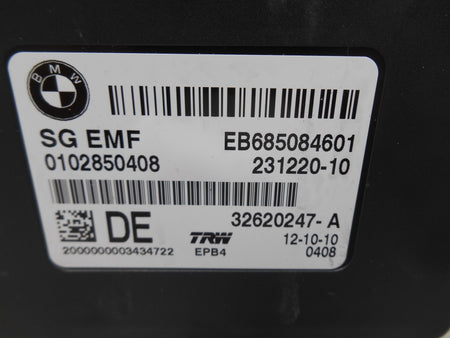 BMW
SG EMF EB685084601
0102850408 231220-10
32620247-A
DE TRW 12-10-10
2000000003434722 EPB4 0408